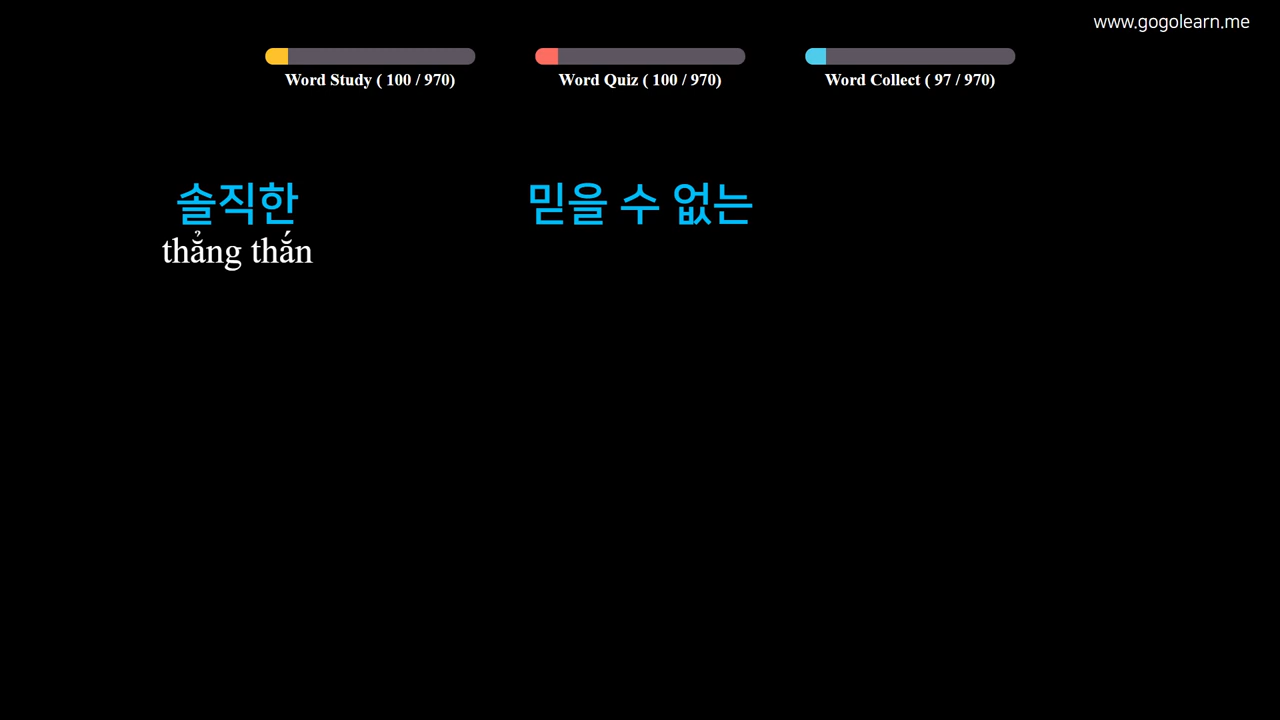 www.gogolearn.me
Word Study ( 100 / 970)
Word Quiz ( 100 / 970)
Word Collect ( 97 / 970)
솔직한
thẳng thắn
믿을 수 없는